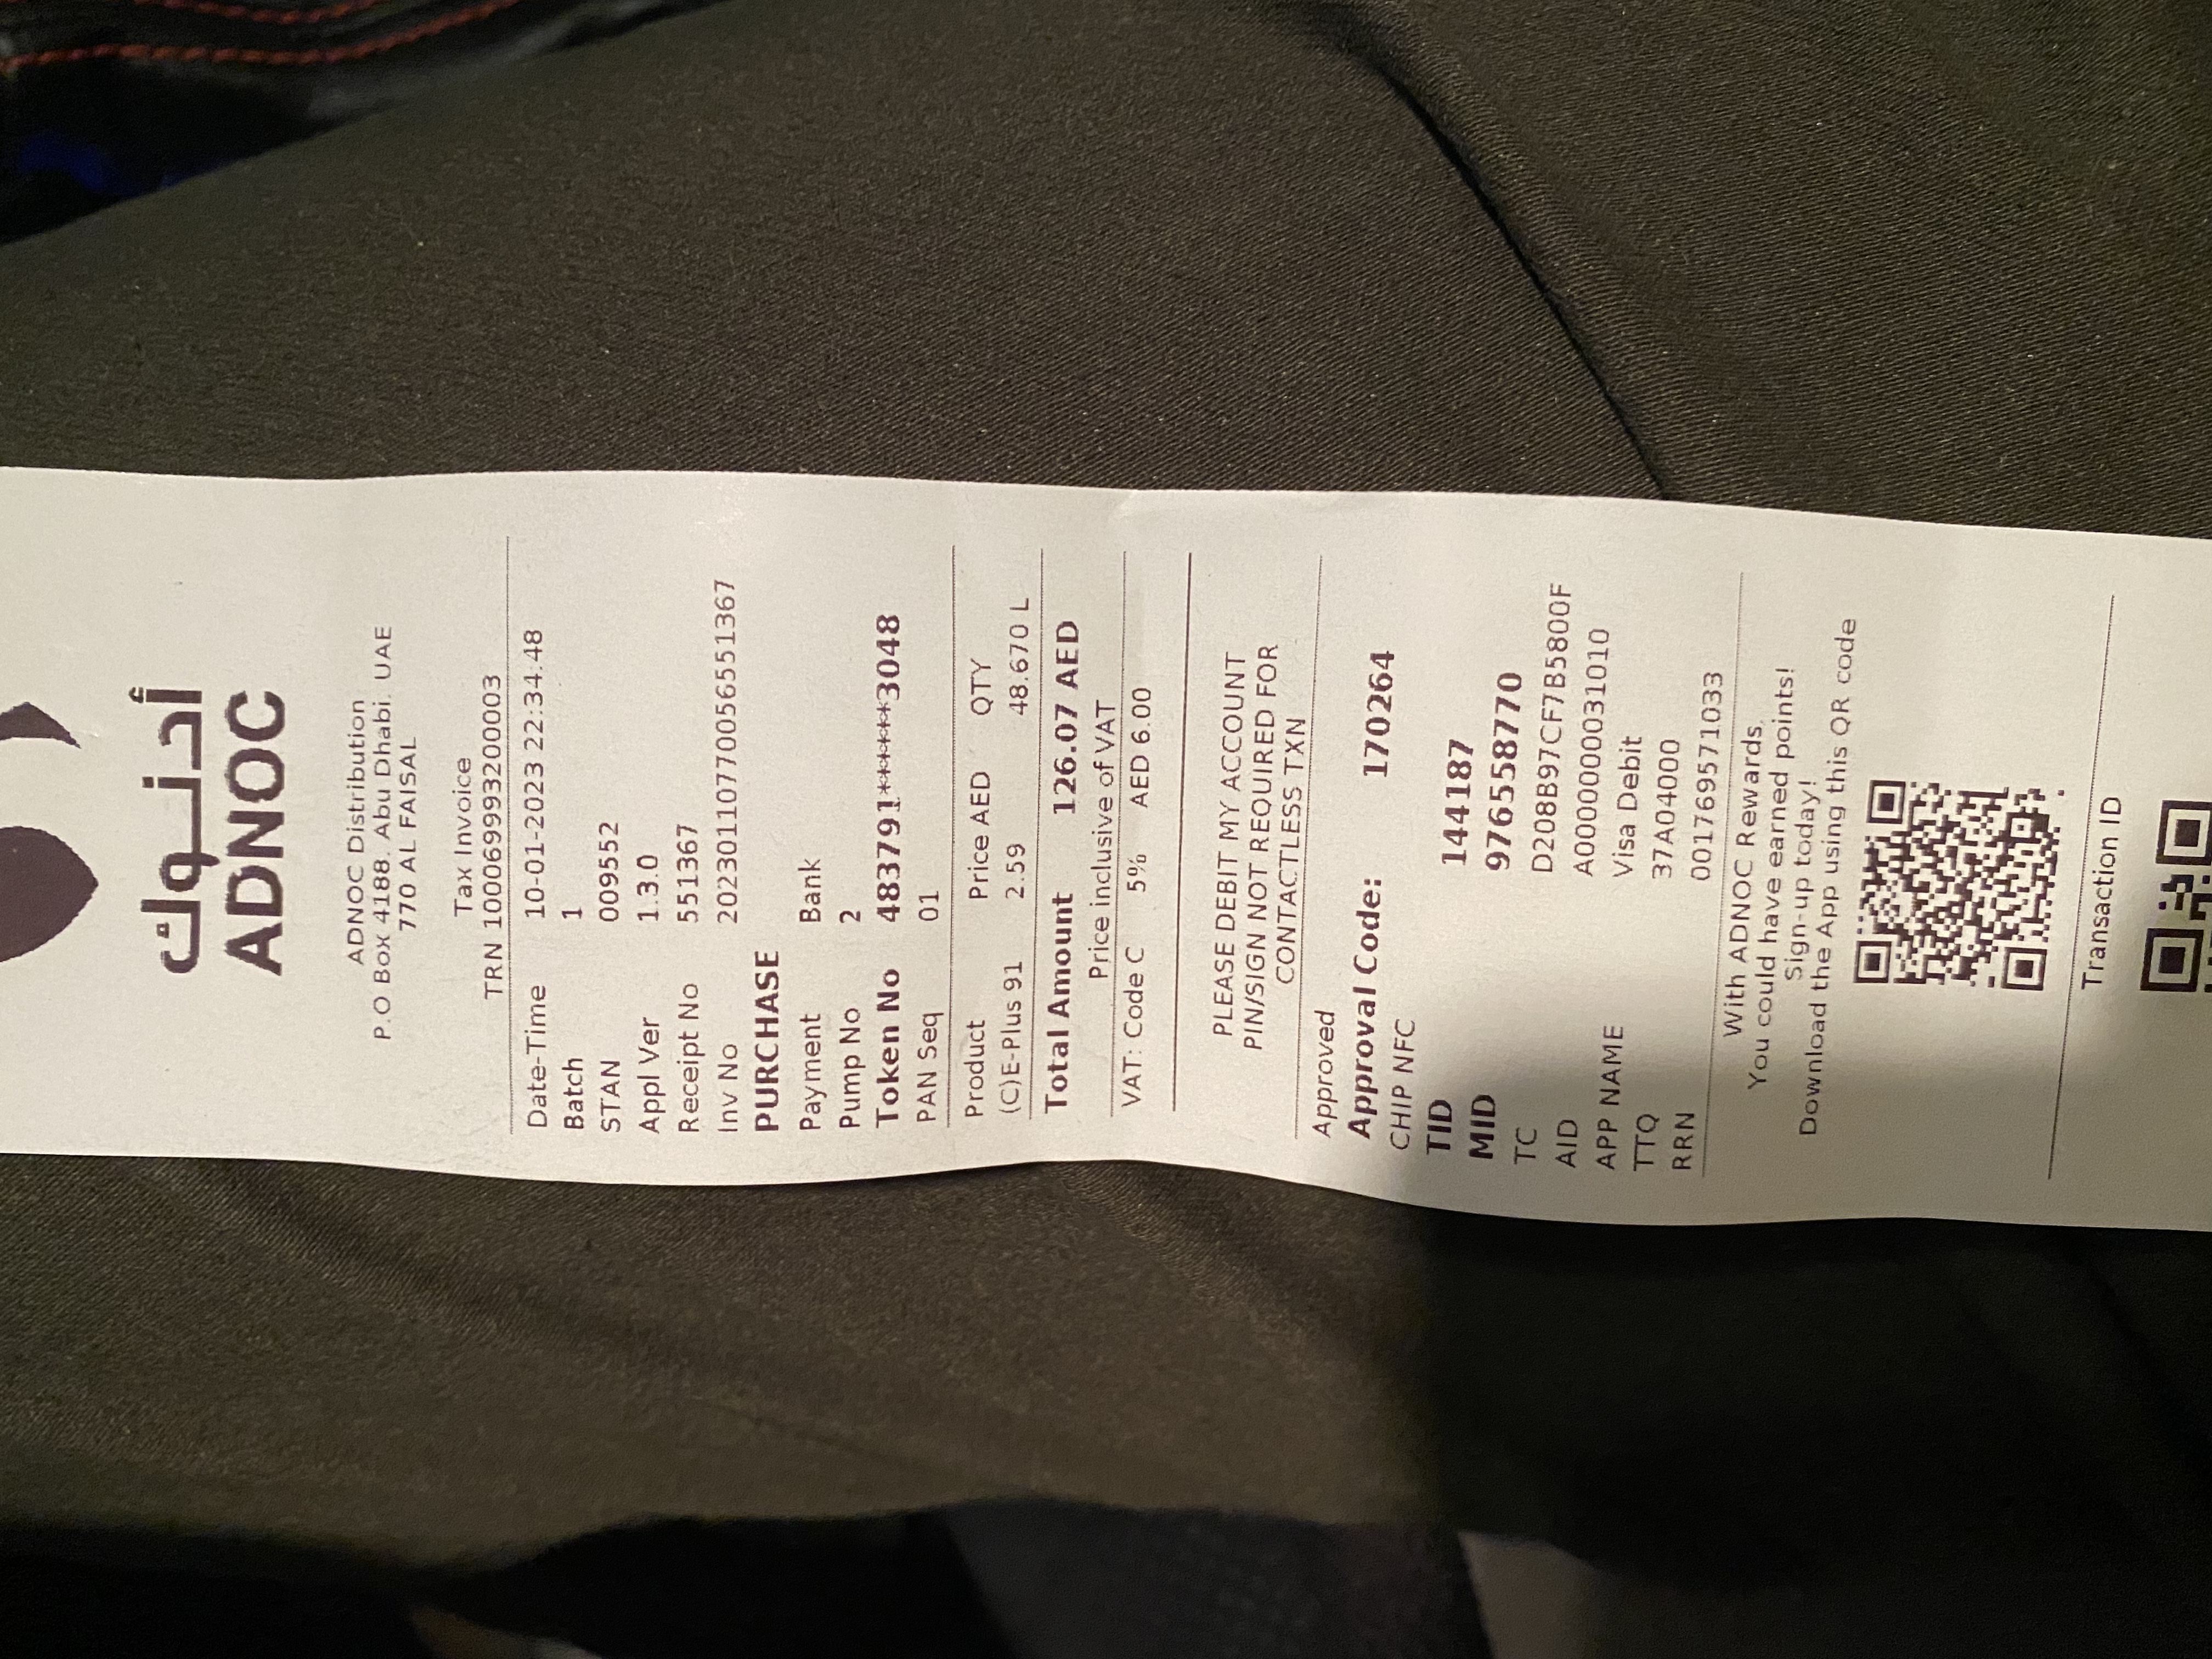 أدنوك
ADNOC
ADNOC Distribution
P.O Box 4188. Abu Dhabi. UAE
770 AL FAISAL
Tax Invoice
TRN 100069993200003
Date-Time 10-01-2023 22:34.48
Batch 1
STAN 009552
Appl Ver 1.3.0
Receipt No 551367
Inv No 20230110770056551367
PURCHASE
Payment Bank
Pump No 2
Token No 483791******3048
PAN Seq 01
Product Price AED QTY
(C)E-Plus 91 2.59 48.670 L
Total Amount 126.07 AED
Price inclusive of VAT
VAT: Code C 5% AED 6.00
PLEASE DEBIT MY ACCOUNT
PIN/SIGN NOT REQUIRED FOR
CONTACTLESS TXN
Approved
Approval Code: 170264
CHIP NFC
TID 144187
MID 976558770
TC D208B97CF7B5800F
AID A0000000031010
APP NAME Visa Debit
TTQ 37A04000
RRN 001769571033
With ADNOC Rewards,
You could have earned points!
Sign-up today!
Download the App using this QR code
Transaction ID